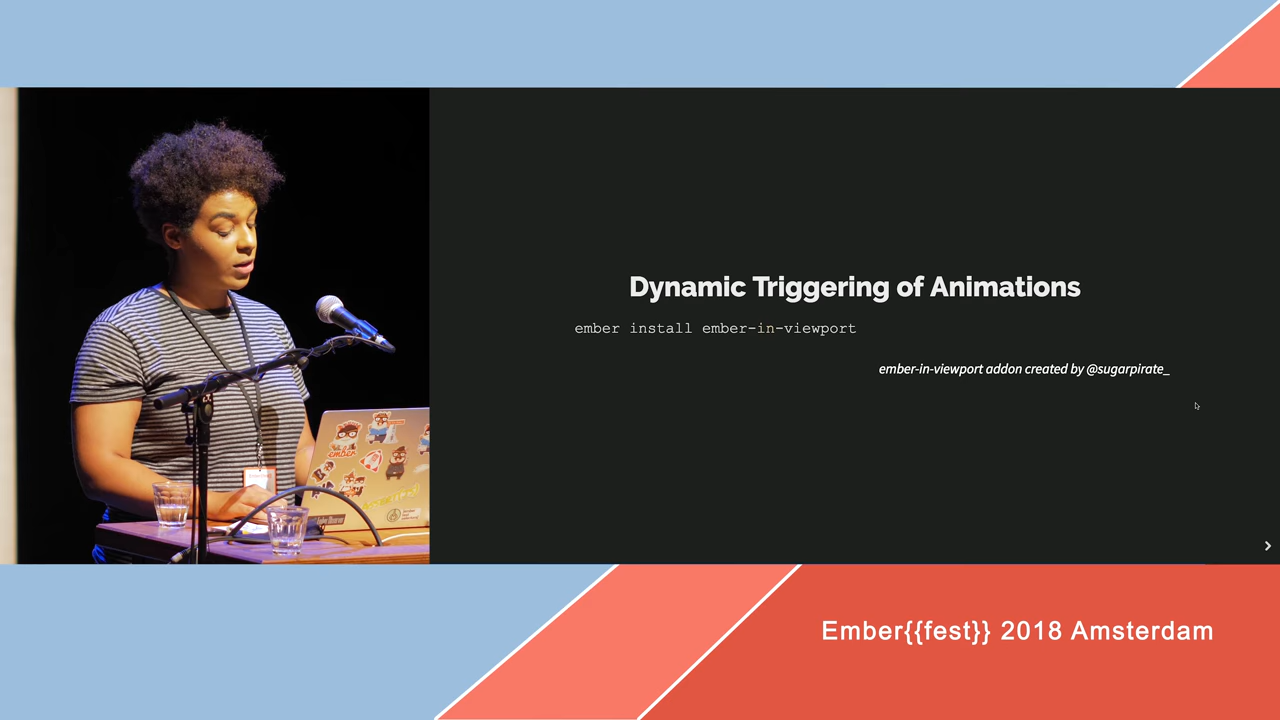 Dynamic Triggering of Animations
ember install ember-in-viewport
ember-in-viewport addon created by @sugarpirate_
ember
Ember{{fest}} 2018 Amsterdam